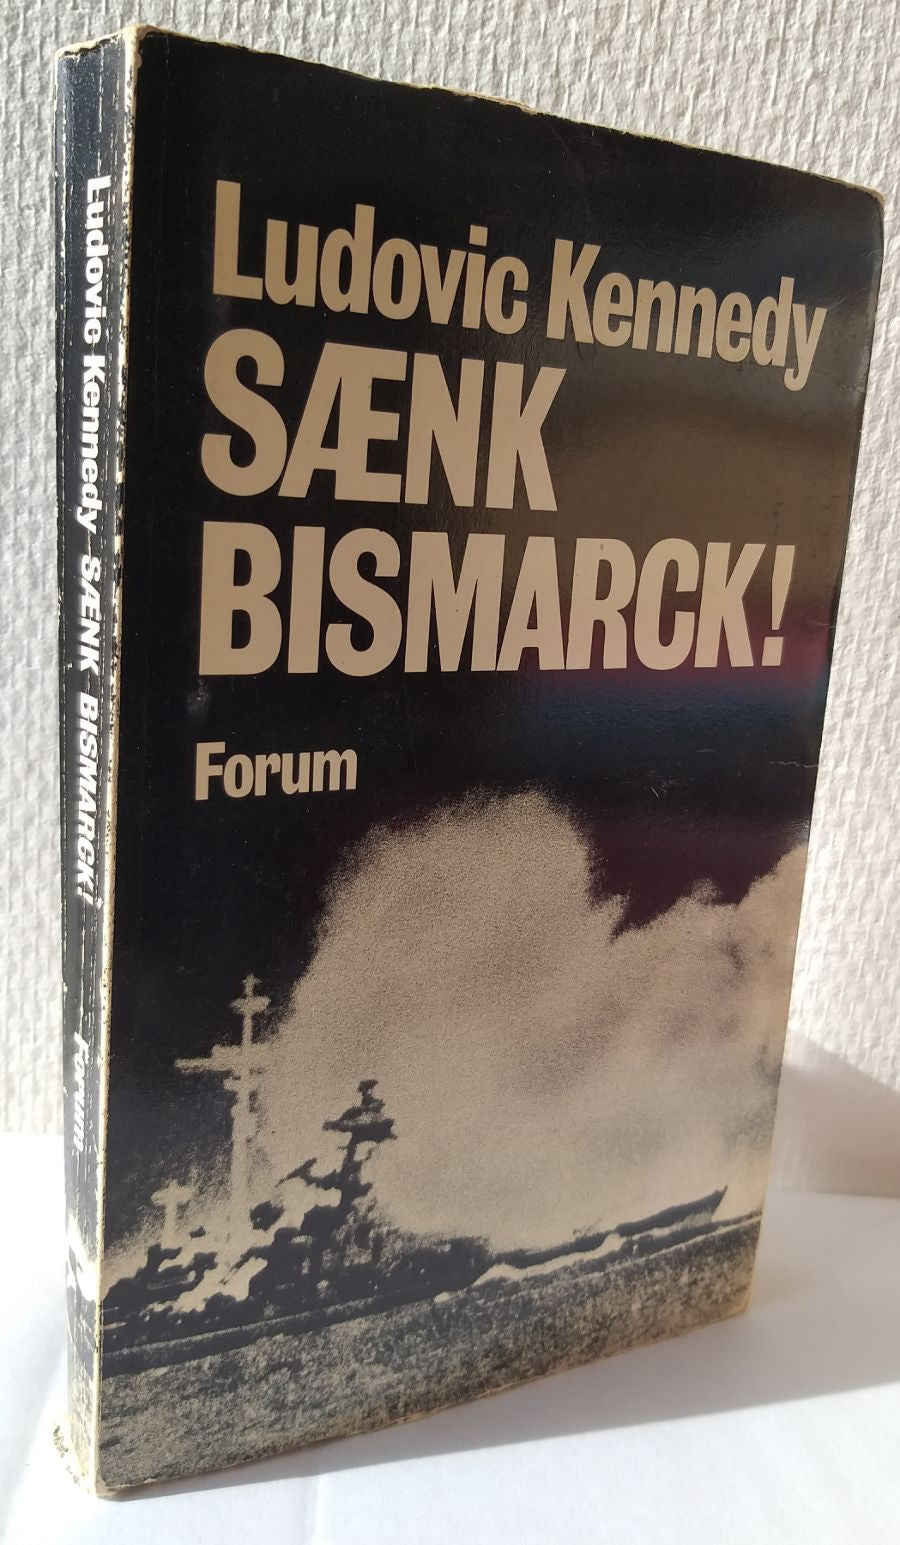 Ludovic Kennedy
SÆNK
BISMARCK!
Forum
Ludovic Kennedy SÆNK BISMARCK! Forum